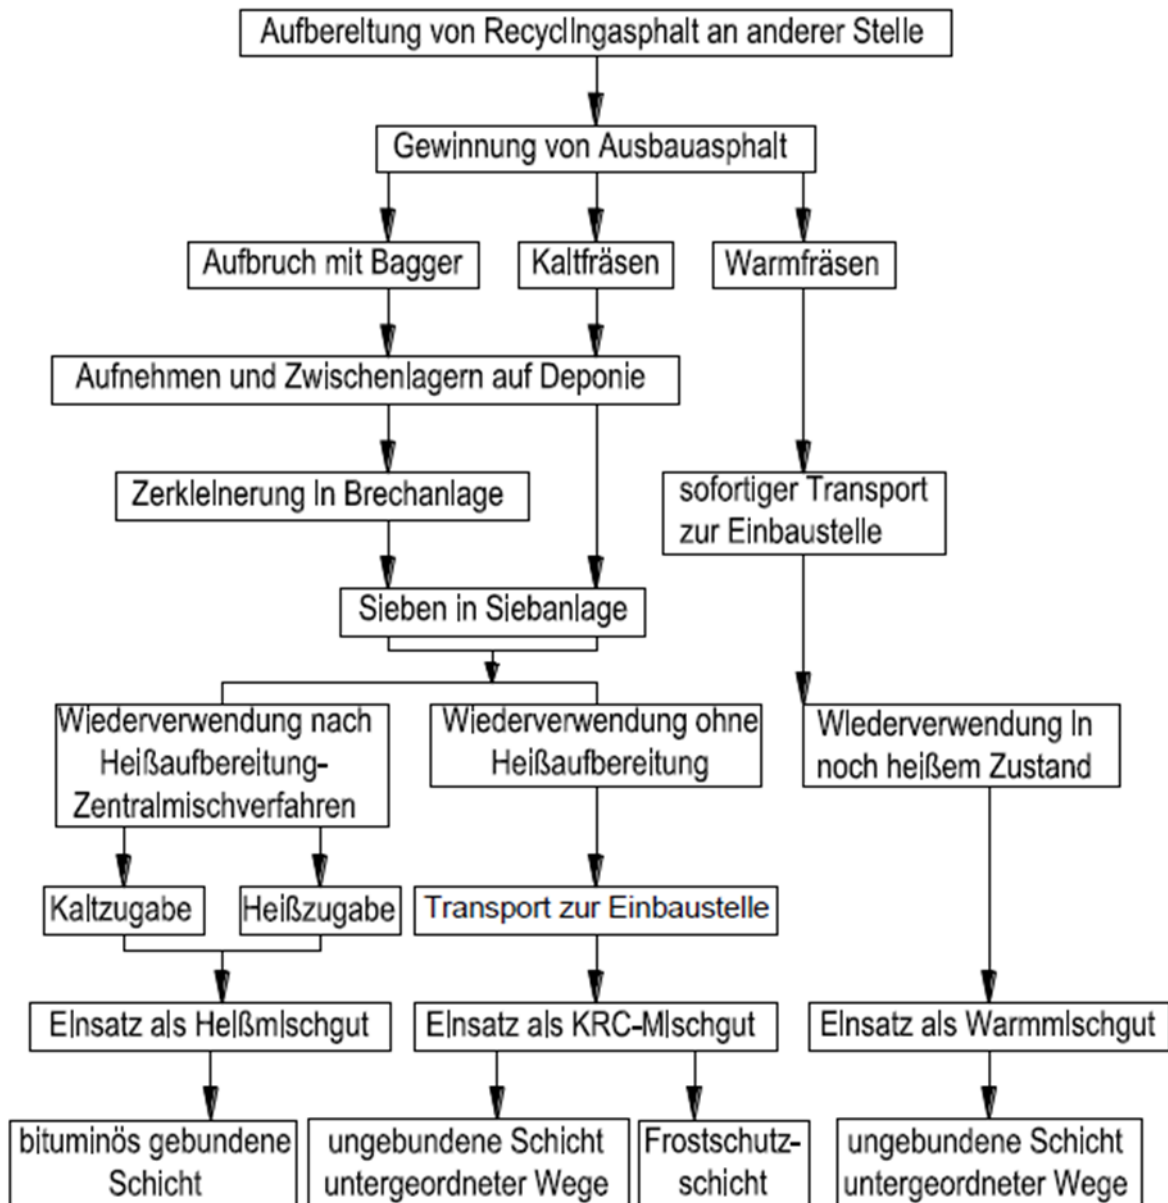 Aufbereitung von Recyclingasphalt an anderer Stelle
Gewinnung von Ausbauasphalt
Aufbruch mit Bagger
Kaltfräsen
Warmfräsen
Aufnehmen und Zwischenlagern auf Deponie
Zerkleinerung in Brechanlage
sofortiger Transport
zur Einbaustelle
Sieben in Siebanlage
Wiederverwendung nach
Heißaufbereitung-
Zentralmischverfahren
Wiederverwendung ohne
Heißaufbereitung
Wiederverwendung in
noch heißem Zustand
Kaltzugabe
Heißzugabe
Transport zur Einbaustelle
Einsatz als Heißmischgut
Einsatz als KRC-Mischgut
Einsatz als Warmmischgut
bituminös gebundene
Schicht
ungebundene Schicht
untergeordneter Wege
Frostschutz-
schicht
ungebundene Schicht
untergeordneter Wege